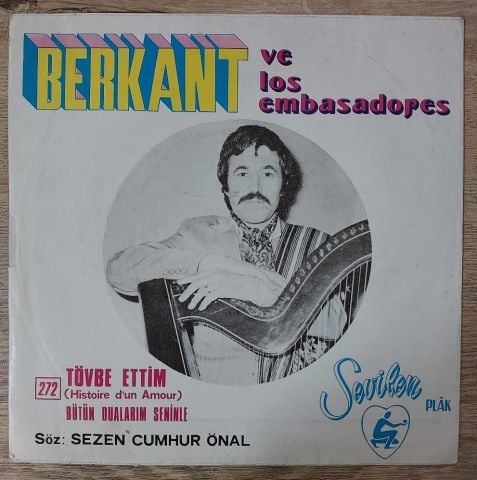 BERKANT
ve
los
embasadores
272 TÖVBE ETTİM
(Histoire d'un Amour)
BÜTÜN DUALARIM SENİNLE
Söz: SEZEN CUMHUR ÖNAL
Sevilen
PLÂK